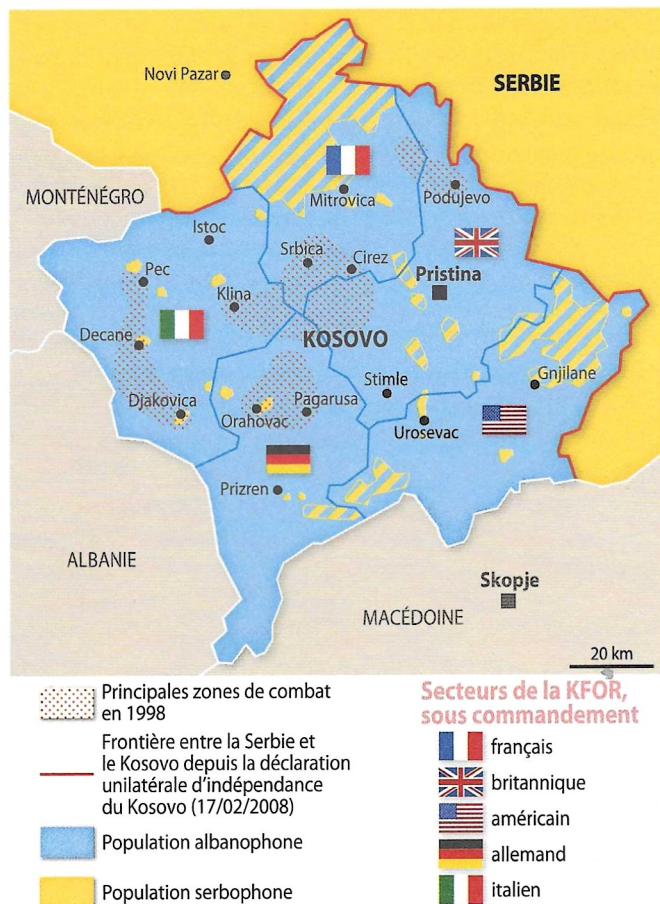 Novi Pazar
SERBIE
MONTÉNÉGRO
Mitrovica
Podujevo
Istoc
Srbica
Cirez
Pec
Pristina
Klina
Decane
KOSOVO
Stimle
Gnjilane
Djakovica
Orahovac
Pagarusa
Urosevac
Prizren
ALBANIE
Skopje
MACÉDOINE
20 km
Principales zones de combat
en 1998
Frontière entre la Serbie et
le Kosovo depuis la déclaration
unilatérale d'indépendance
du Kosovo (17/02/2008)
Population albanophone
Population serbophone
Secteurs de la KFOR,
sous commandement
français
britannique
américain
allemand
italien